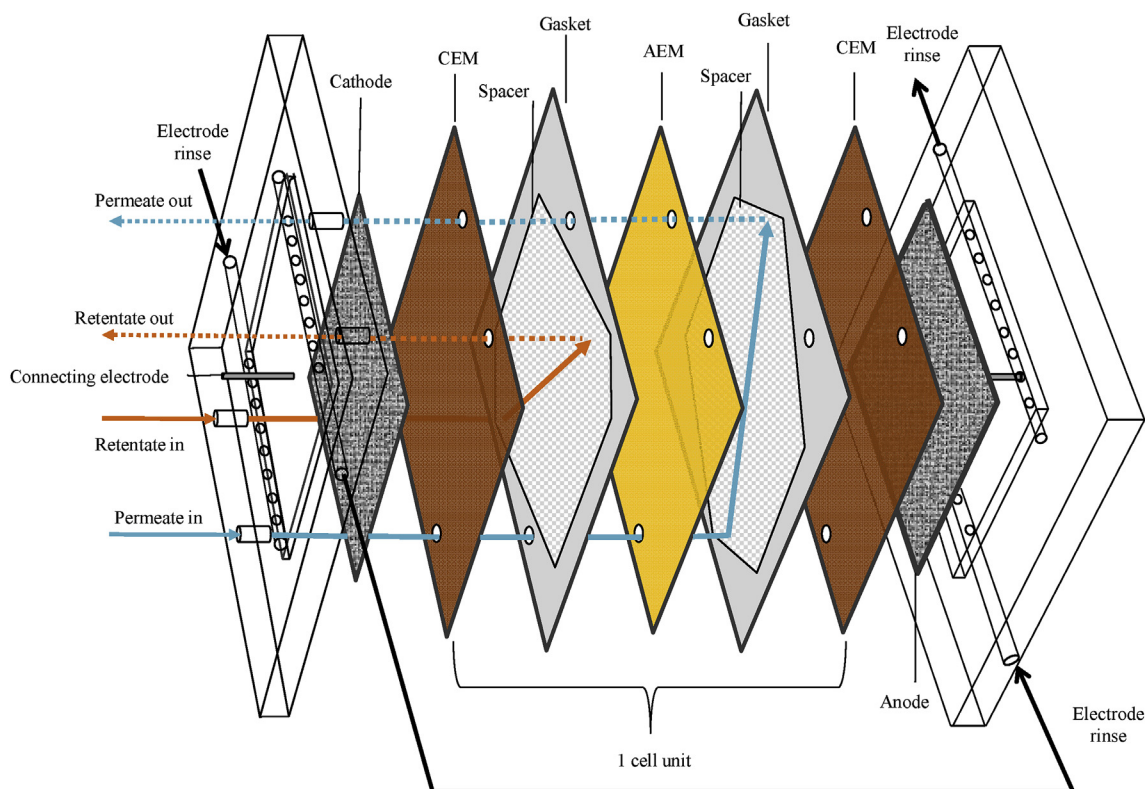 Gasket
Gasket
Electrode
rinse
CEM
AEM
CEM
Cathode
Spacer
Spacer
Electrode
rinse
Permeate out
Retentate out
Connecting electrode
Retentate in
Permeate in
Anode
Electrode
rinse
1 cell unit